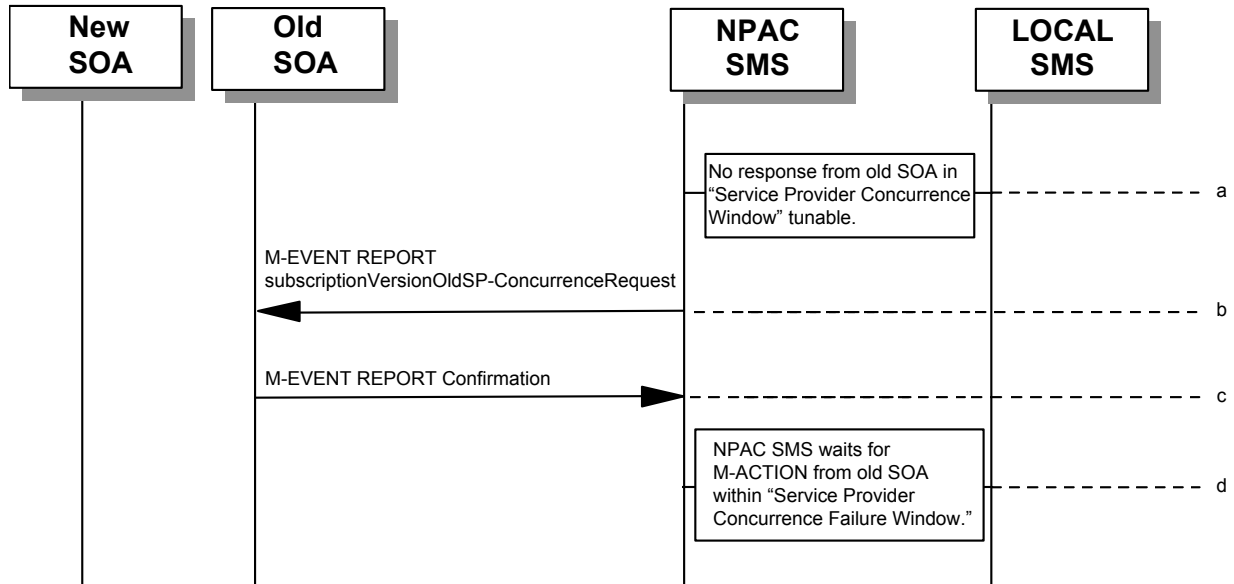 New
SOA
Old
SOA
NPAC
SMS
LOCAL
SMS
No response from old SOA in
“Service Provider Concurrence
Window” tunable.
a
M-EVENT REPORT
subscriptionVersionOldSP-ConcurrenceRequest
b
M-EVENT REPORT Confirmation
c
NPAC SMS waits for
M-ACTION from old SOA
within “Service Provider
Concurrence Failure Window.”
d